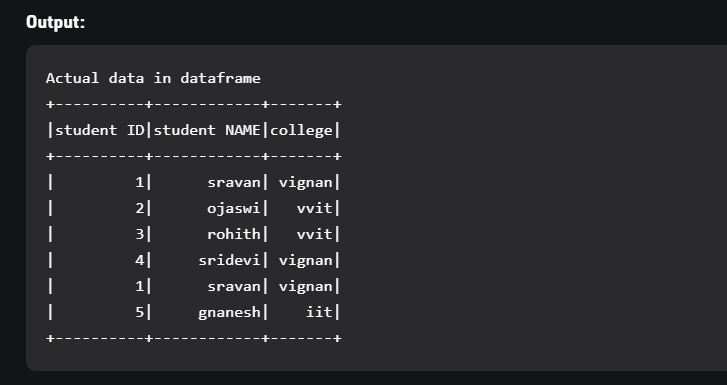 Output:
Actual data in dataframe
+----------+------------+-------+
|student ID|student NAME|college|
+----------+------------+-------+
|         1|      sravan| vignan|
|         2|      ojaswi|   vvit|
|         3|      rohith|   vvit|
|         4|     sridevi| vignan|
|         1|      sravan| vignan|
|         5|     gnanesh|    iit|
+----------+------------+-------+